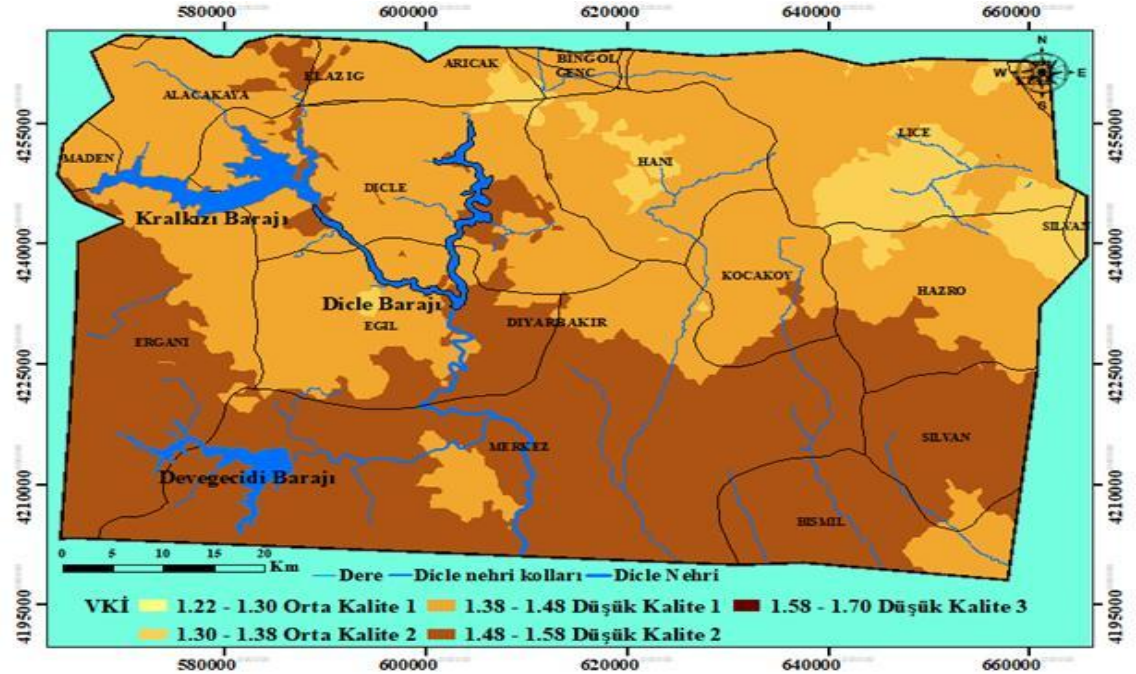 580000 600000 620000 640000 660000
N
W E
S
ELAZIG ARICAK BINGOL
GENC
ALACAKAYA
4255000 4255000
MADEN DICLE HANI LICE
Kralkızı Barajı
SILVAN
4240000 4240000
KOCAKOY HAZRO
Dicle Barajı
EGIL DIYARBAKIR
ERGANI
4225000 4225000
MERKEZ SILVAN
Devegecidi Barajı
4210000 4210000
BISMIL
0 5 10 20
Km
Dere Dicle nehri kolları Dicle Nehri
VKİ 1.22 - 1.30 Orta Kalite 1 1.38 - 1.48 Düşük Kalite 1 1.58 - 1.70 Düşük Kalite 3
1.30 - 1.38 Orta Kalite 2 1.48 - 1.58 Düşük Kalite 2
4195000 4195000
580000 600000 620000 640000 660000